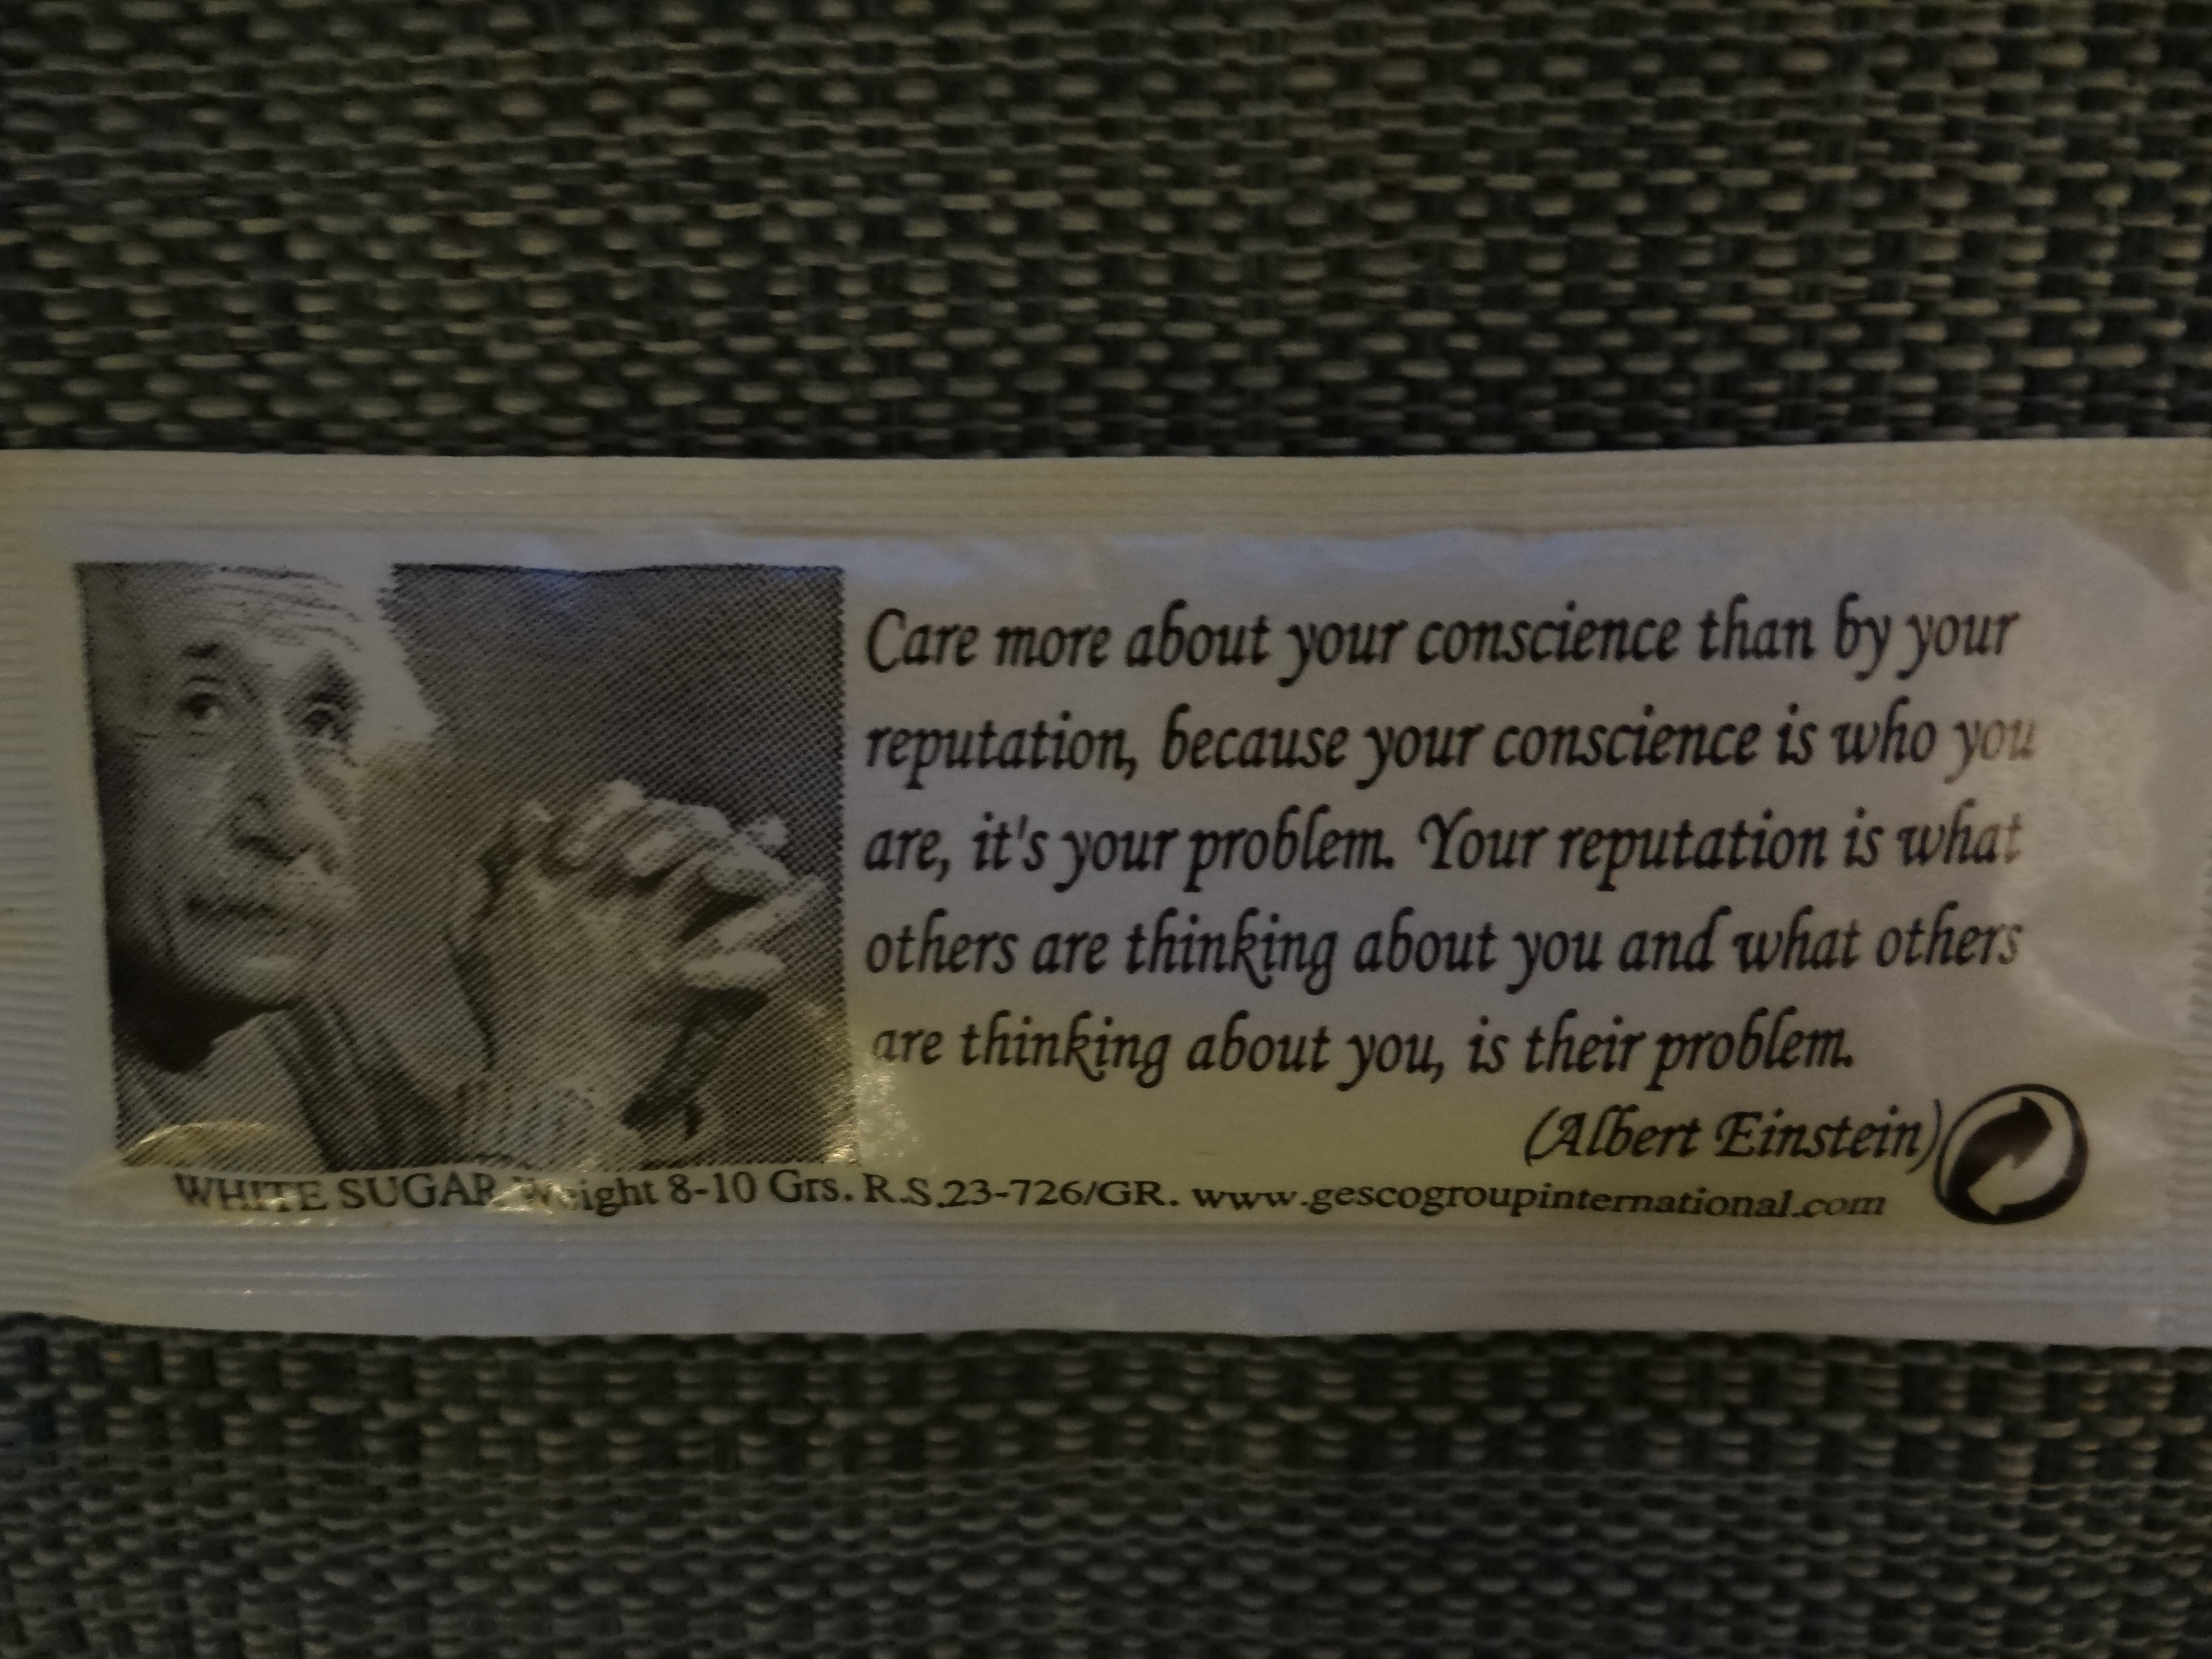 Care more about your conscience than by your
reputation, because your conscience is who you
are, it's your problem. Your reputation is what
others are thinking about you and what others
are thinking about you, is their problem.
(Albert Einstein)
WHITE SUGAR. Weight 8-10 Grs. R.S.23-726/GR. www.gescogroupinternational.com